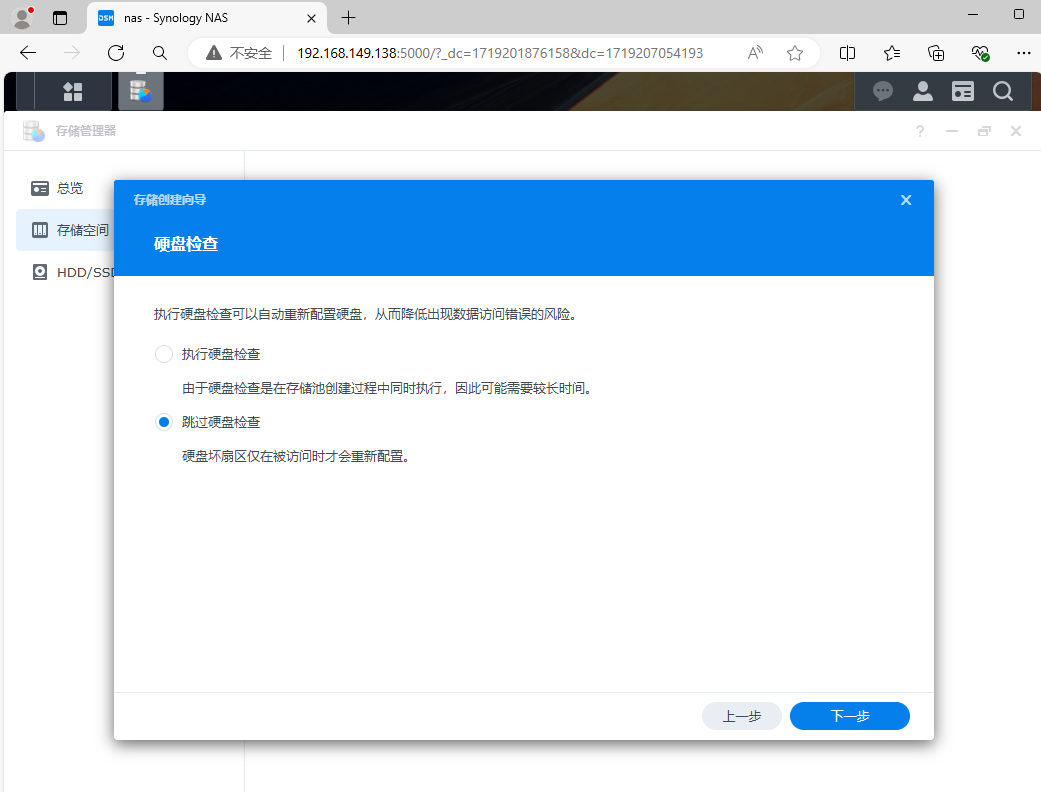 DSM nas - Synology NAS
不安全 192.168.149.138:5000/?_dc=1719201876158&dc=1719207054193
存储管理器
总览
存储空间
HDD/SSD
存储创建向导
硬盘检查
执行硬盘检查可以自动重新配置硬盘，从而降低出现数据访问错误的风险。
执行硬盘检查
由于硬盘检查是在存储池创建过程中同时执行，因此可能需要较长时间。
跳过硬盘检查
硬盘坏扇区仅在被访问时才会重新配置。
上一步 下一步